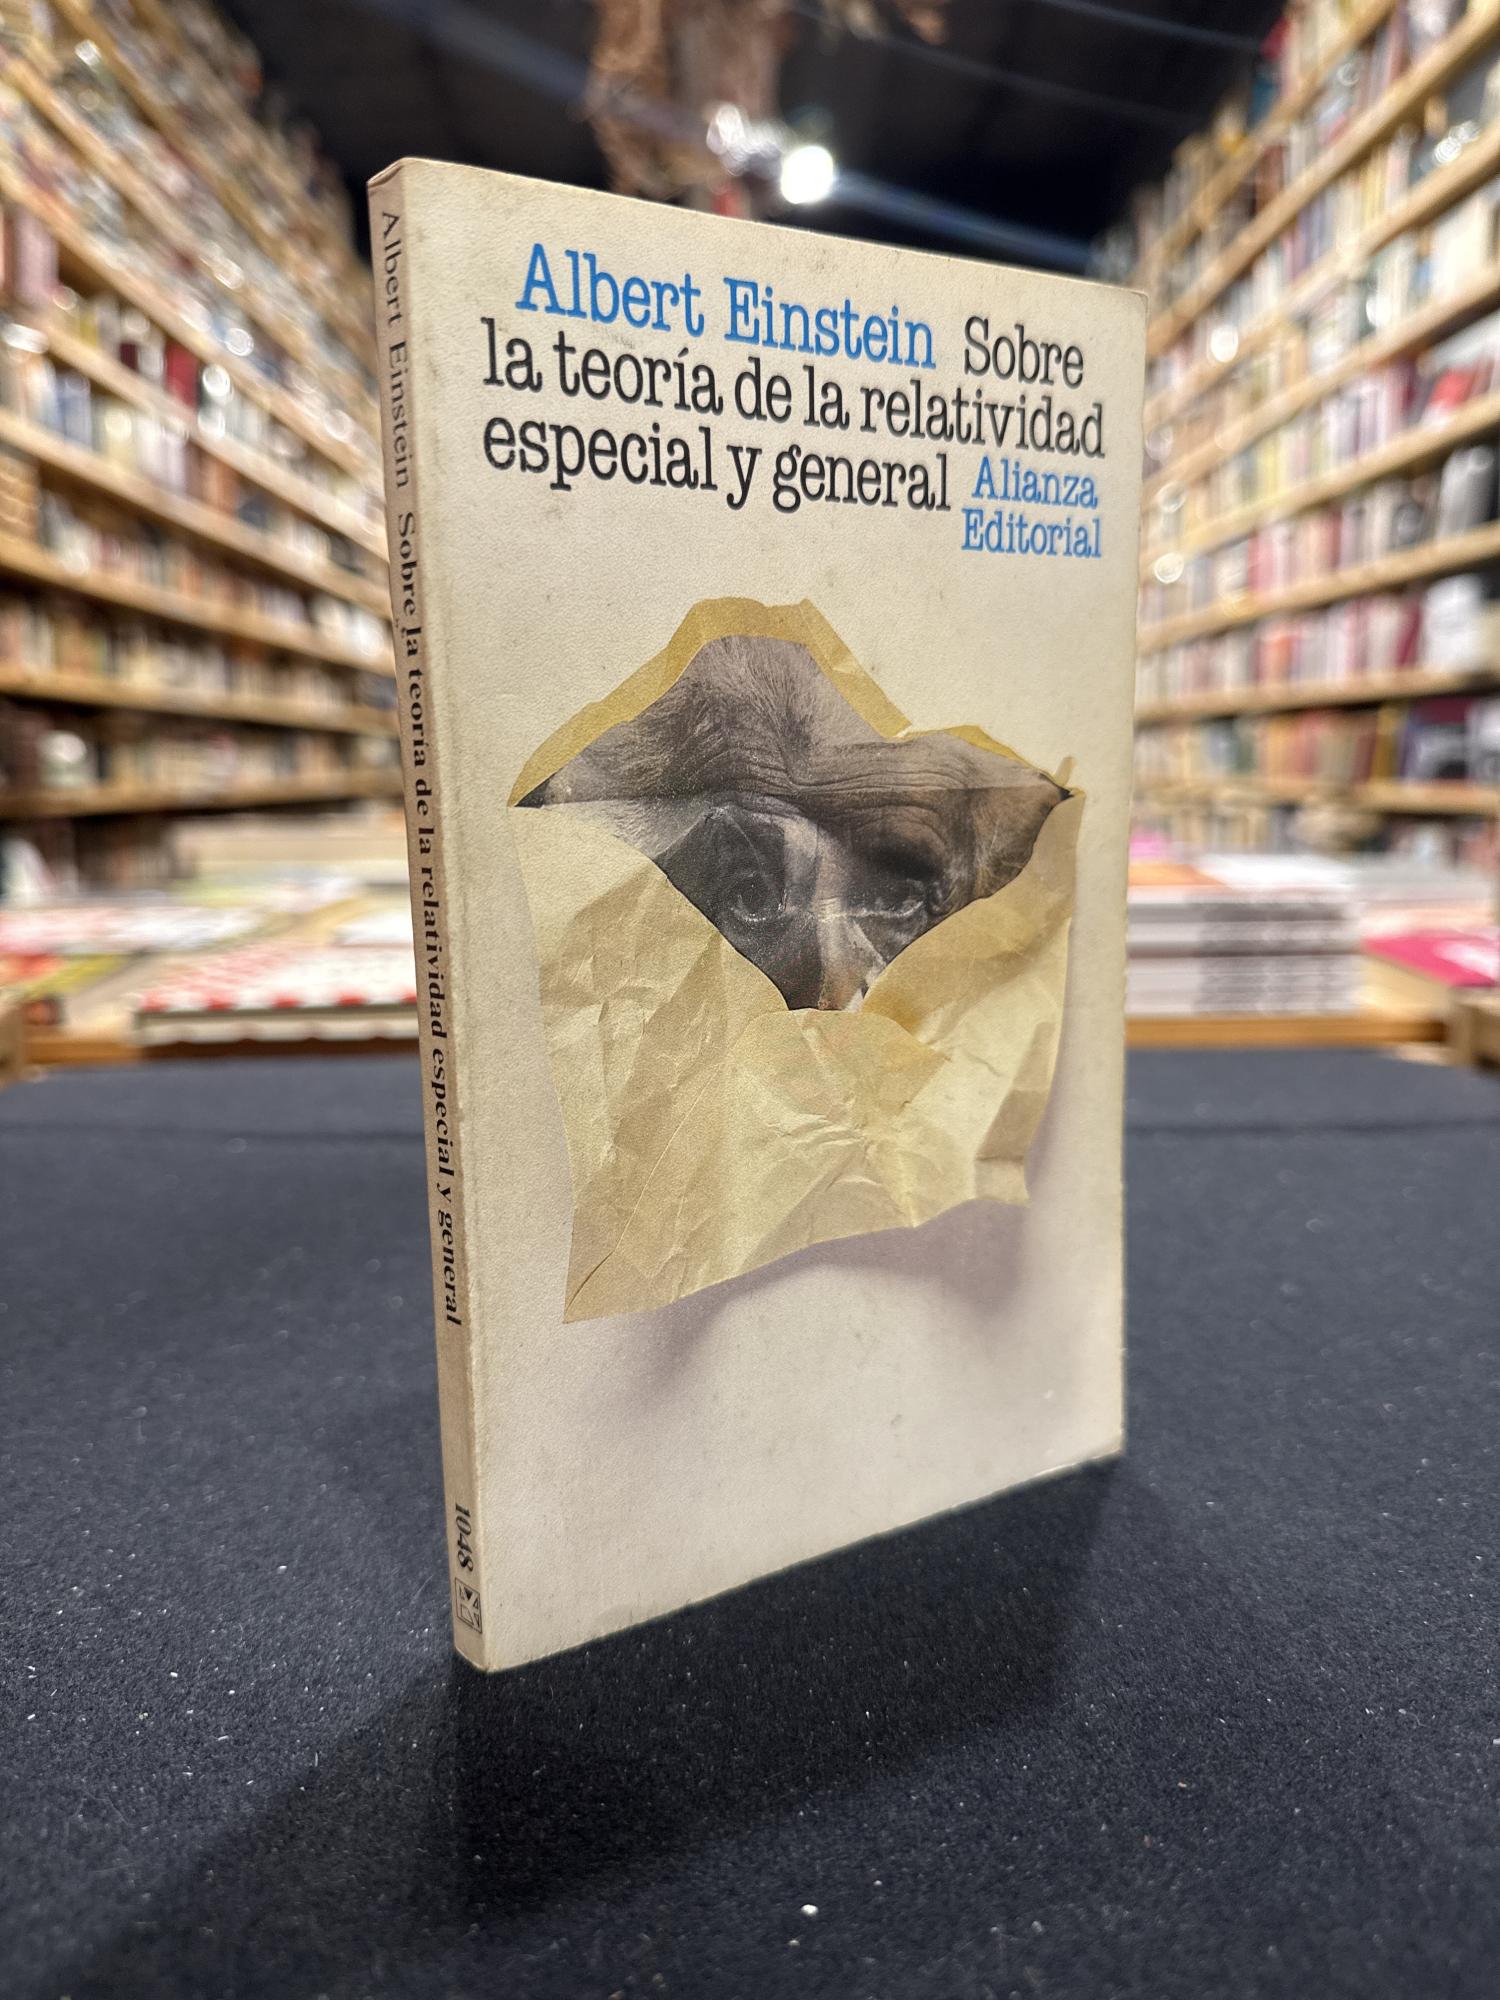 Albert Einstein Sobre
la teoría de la relatividad
especial y general Alianza
Editorial
Albert Einstein Sobre la teoría de la relatividad especial y general
1048